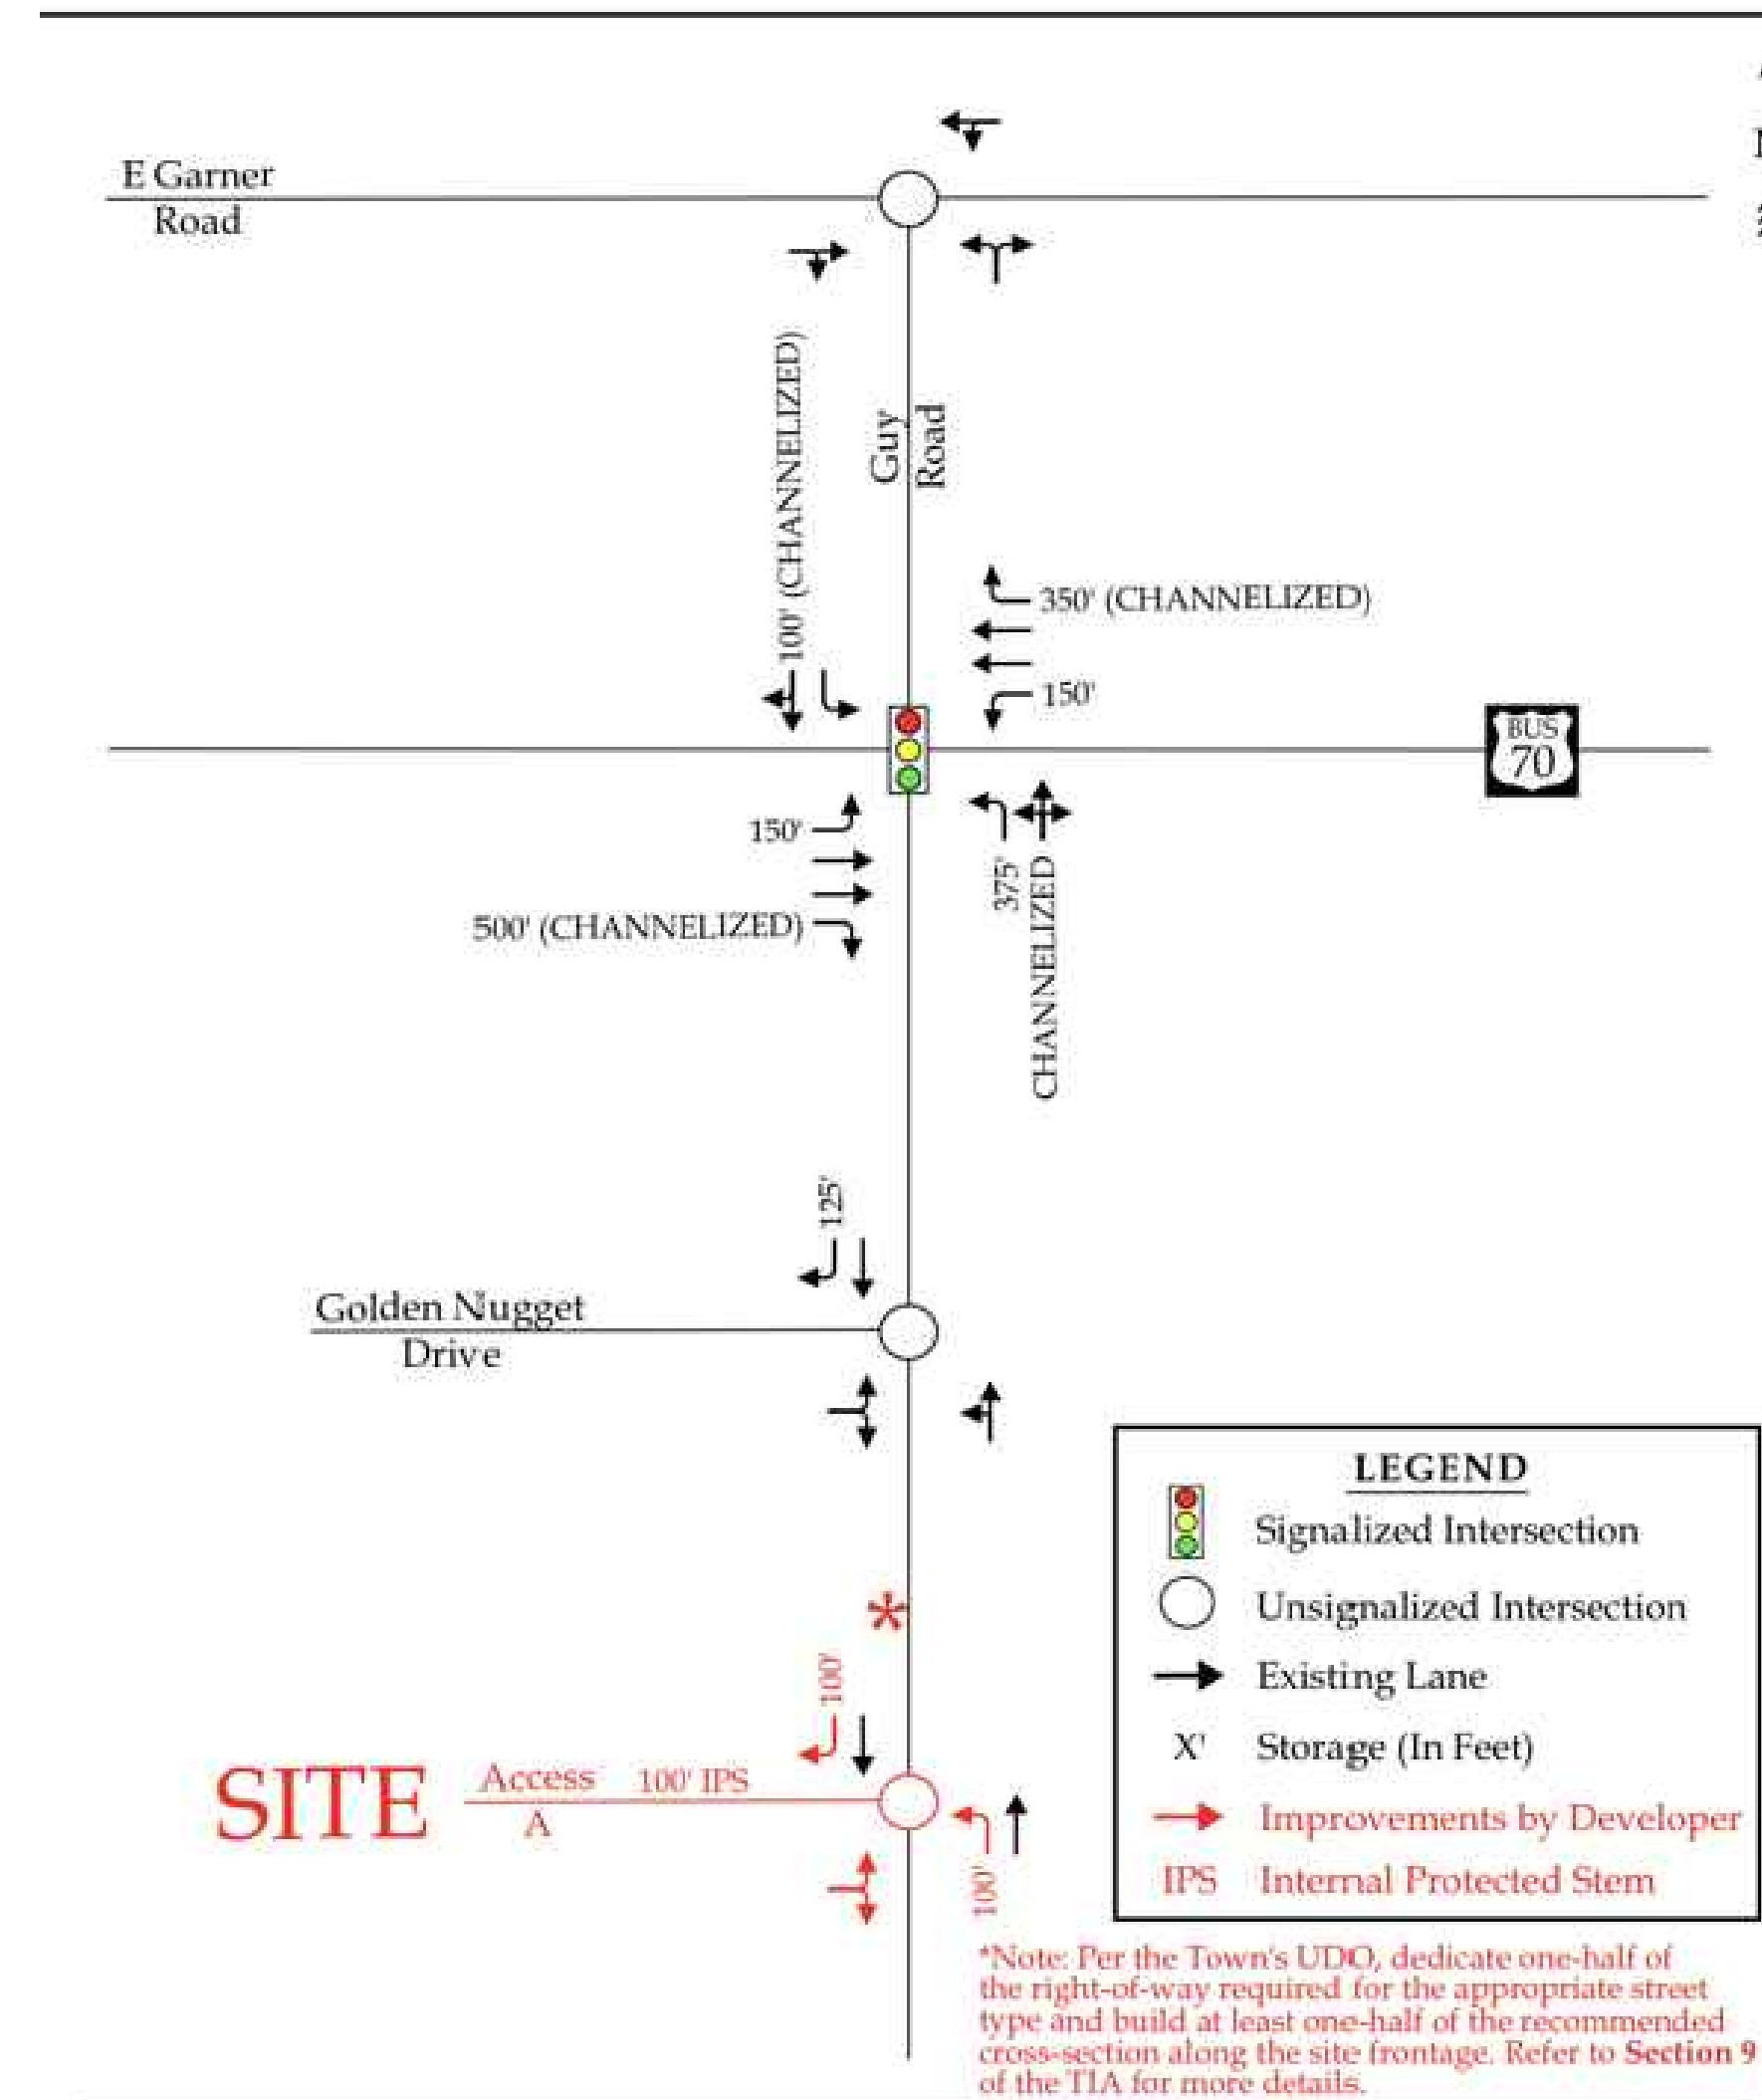 E Garner
Road
100' (CHANNELIZED)
Guy
Road
350' (CHANNELIZED)
150'
BUS
70
150'
500' (CHANNELIZED)
375'
CHANNELIZED
125'
Golden Nugget
Drive
*
100'
SITE
Access
A
100' IPS
100'
LEGEND
Signalized Intersection
Unsignalized Intersection
Existing Lane
X' Storage (In Feet)
Improvements by Developer
IPS Internal Protected Stem
*Note: Per the Town's UDO, dedicate one-half of
the right-of-way required for the appropriate street
type and build at least one-half of the recommended
cross-section along the site frontage. Refer to Section 9
of the TIA for more details.